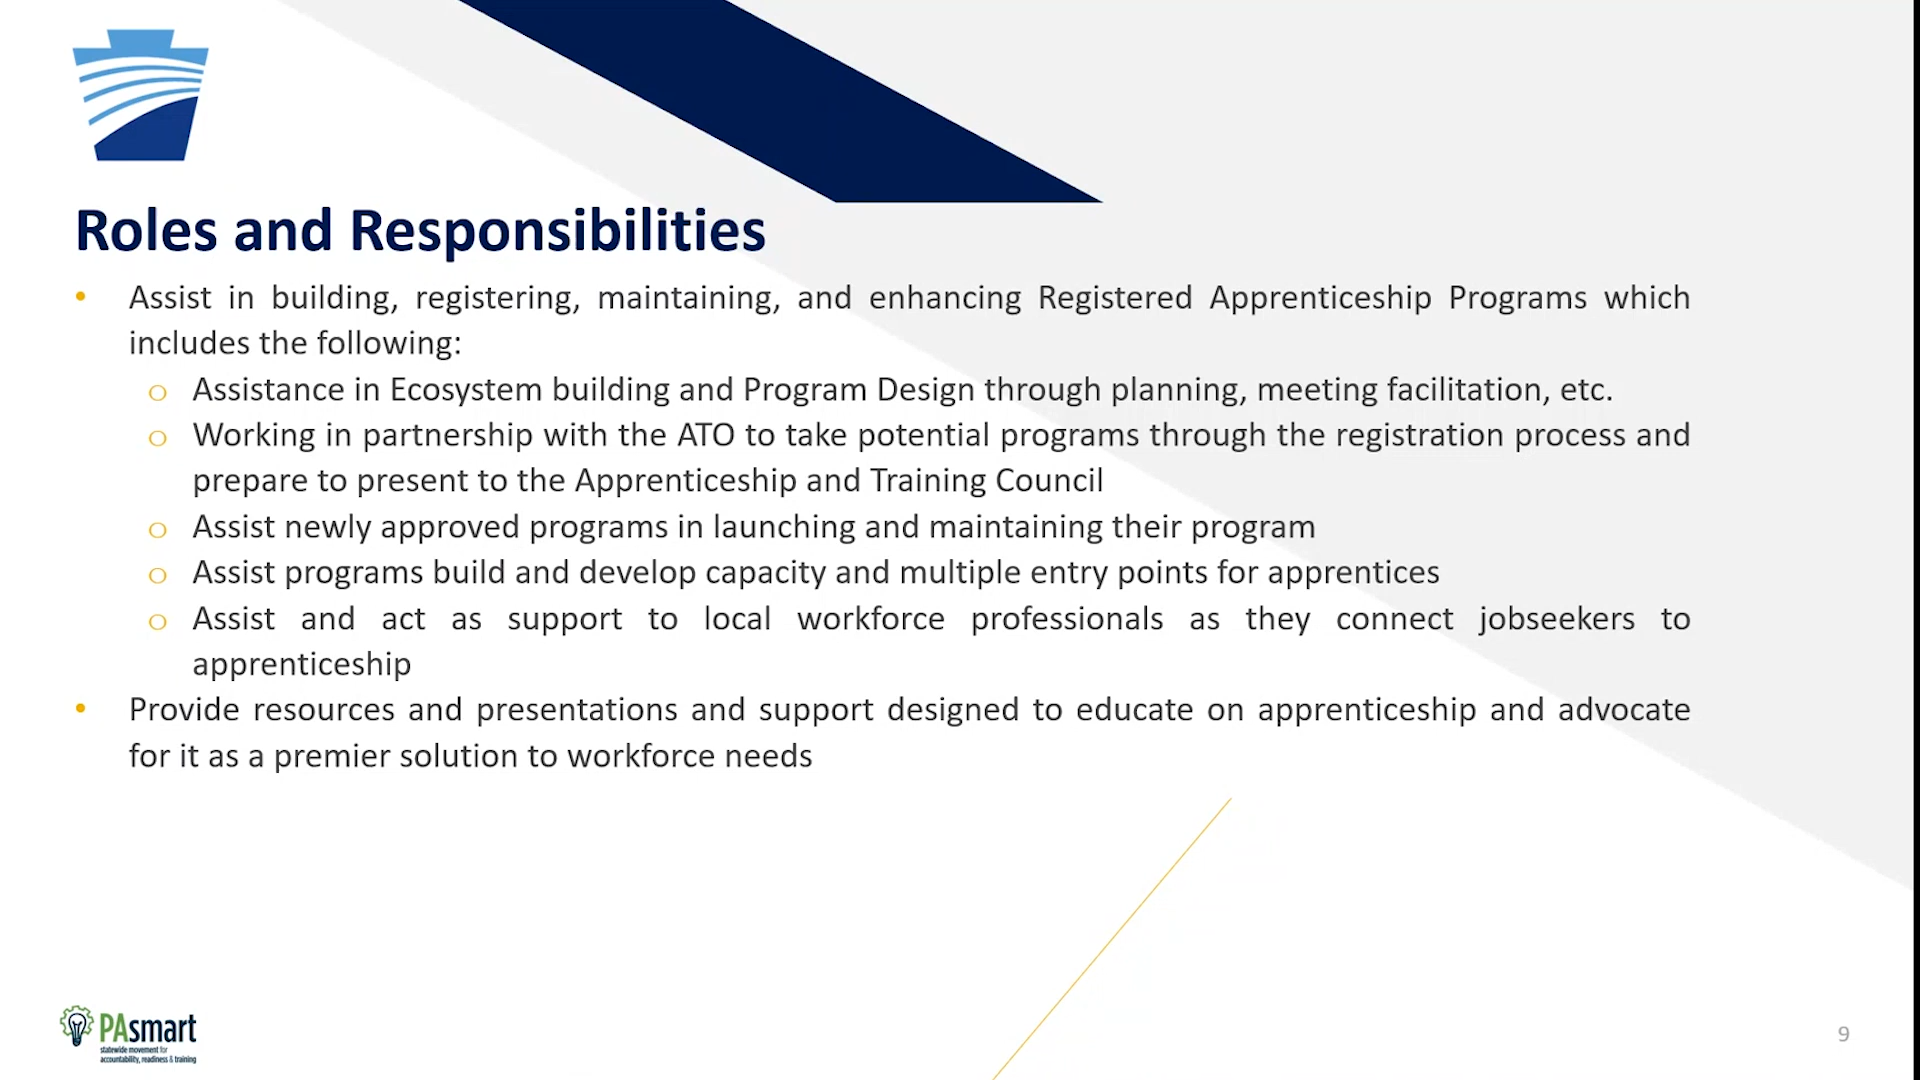 Roles and Responsibilities
• Assist in building, registering, maintaining, and enhancing Registered Apprenticeship Programs which
includes the following:
o Assistance in Ecosystem building and Program Design through planning, meeting facilitation, etc.
o Working in partnership with the ATO to take potential programs through the registration process and
prepare to present to the Apprenticeship and Training Council
o Assist newly approved programs in launching and maintaining their program
o Assist programs build and develop capacity and multiple entry points for apprentices
o Assist and act as support to local workforce professionals as they connect jobseekers to
apprenticeship
• Provide resources and presentations and support designed to educate on apprenticeship and advocate
for it as a premier solution to workforce needs
PAsmart
statewide movement for
accountability, readiness & training
9